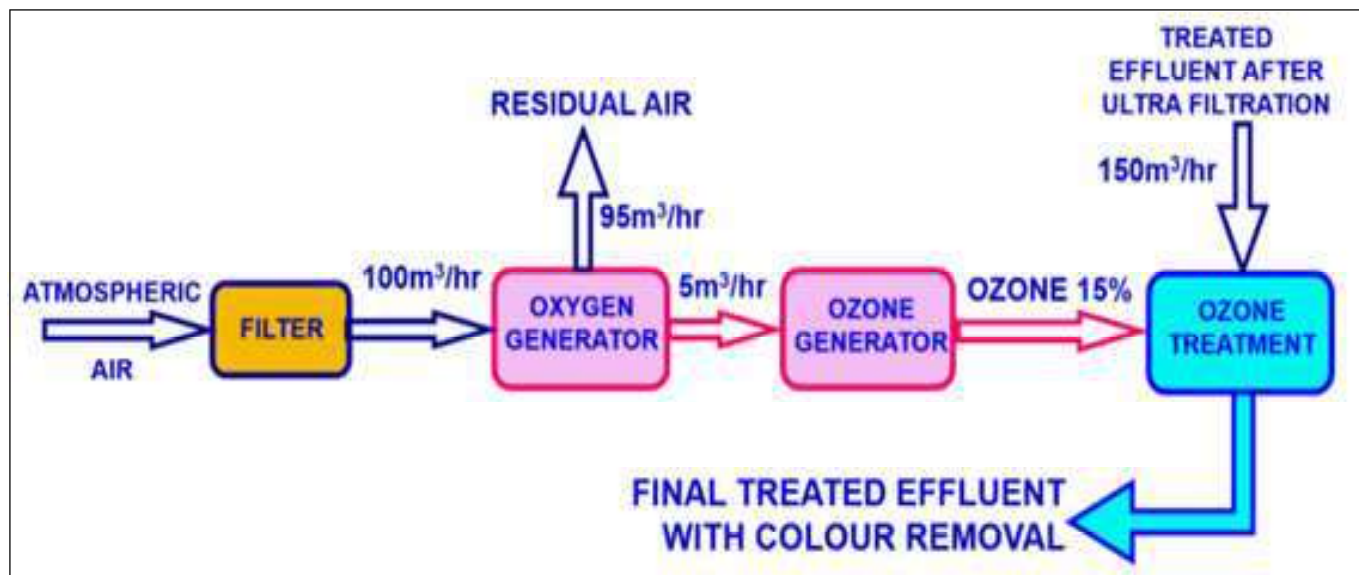 TREATED
EFFLUENT AFTER
ULTRA FILTRATION
RESIDUAL AIR
150m³/hr
95m³/hr
100m³/hr
5m³/hr
OZONE 15%
ATMOSPHERIC
AIR
FILTER
OXYGEN
GENERATOR
OZONE
GENERATOR
OZONE
TREATMENT
FINAL TREATED EFFLUENT
WITH COLOUR REMOVAL